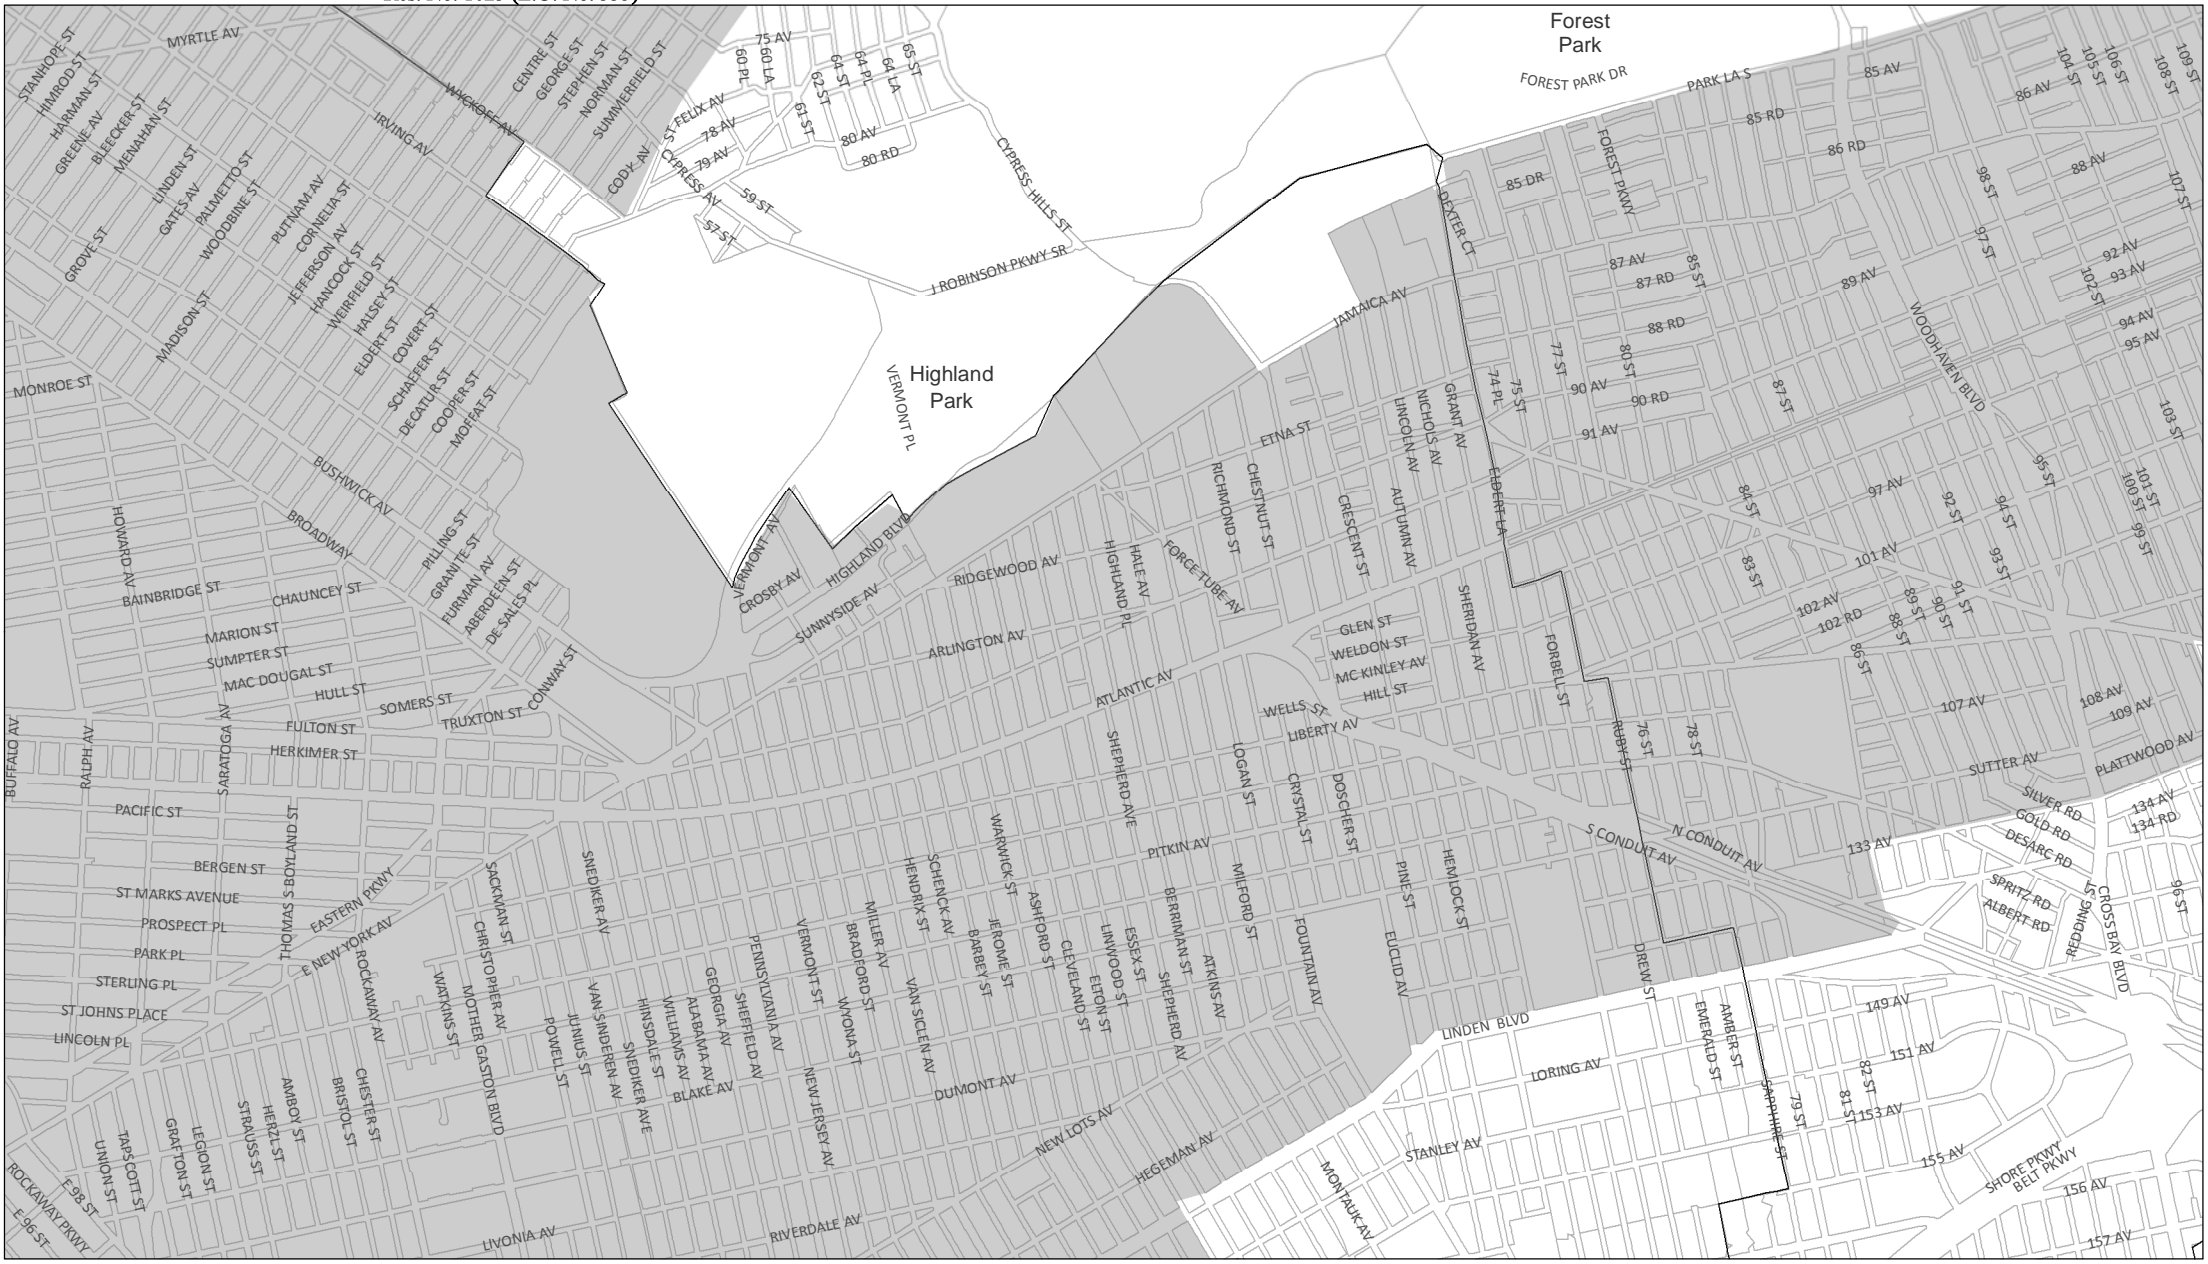 Forest
Park
FOREST PARK DR
PARK LA S
STANHOPE ST
HIMROD ST
HARMAN ST
GREENE AV
BLEECKER ST
MENAHAN ST
MYRTLE AV
LINDEN ST
GATES AV
PALMETTO ST
WOODBINE ST
PUTNAM AV
CORNELIA ST
JEFFERSON AV
HANCOCK ST
WEIRFIELD ST
HALSEY ST
ELDERT ST
COVERT ST
SCHAEFER ST
DECATUR ST
COOPER ST
MOFFAT ST
GROVE ST
MADISON ST
MONROE ST
IRVING AV
WYCKOFF AV
CENTRE ST
GEORGE ST
STEPHEN ST
NORMAN ST
SUMMERFIELD ST
CODY AV
ST FELIX AV
75 AV
60 PL
60 LA
62 ST
64 ST
64 PL
64 LA
65 ST
61 ST
78 AV
79 AV
80 AV
80 RD
CYPRESS AV
59 ST
57 ST
CYPRESS HILLS ST
J ROBINSON PKWY SR
Highland
Park
VERMONT PL
JAMAICA AV
DEXTER CT
85 DR
FOREST PKWY
85 RD
85 AV
86 RD
86 AV
104 ST
105 ST
106 ST
108 ST
109 ST
88 AV
107 ST
98 ST
97 ST
92 AV
93 AV
102 ST
94 AV
95 AV
87 AV
87 RD
85 ST
88 RD
89 AV
WOODHAVEN BLVD
77 ST
80 ST
90 AV
90 RD
91 AV
87 ST
74 PL
75 ST
GRANT AV
NICHOLS AV
LINCOLN AV
ELDERT LA
ETNA ST
RICHMOND ST
CHESTNUT ST
CRESCENT ST
AUTUMN AV
103 ST
95 ST
101 ST
100 ST
99 ST
97 AV
92 ST
94 ST
93 ST
84 ST
83 ST
101 AV
102 AV
102 RD
91 ST
90 ST
89 ST
88 ST
86 ST
BUSHWICK AV
BROADWAY
HOWARD AV
PILLING ST
GRANITE ST
FURMAN AV
ABERDEEN ST
DE SALES PL
CONWAY ST
BAINBRIDGE ST
CHAUNCEY ST
MARION ST
SUMPTER ST
MAC DOUGAL ST
HULL ST
SOMERS ST
TRUXTON ST
FULTON ST
HERKIMER ST
BUFFALO AV
RALPH AV
SARATOGA AV
VERMONT AV
CROSBY AV
HIGHLAND BLVD
SUNNYSIDE AV
RIDGEWOOD AV
ARLINGTON AV
HIGHLAND PL
HALE AV
FORCE TUBE AV
ATLANTIC AV
GLEN ST
WELDON ST
MC KINLEY AV
HILL ST
WELLS ST
LIBERTY AV
SHERIDAN AV
FORBELL ST
RUBY ST
76 ST
78 ST
107 AV
108 AV
109 AV
SUTTER AV
PLATTWOOD AV
SILVER RD
GOLD RD
DESARC RD
134 AV
134 RD
133 AV
SPRITZ RD
ALBERT RD
REDDING ST
CROSS BAY BLVD
96 ST
N CONDUIT AV
S CONDUIT AV
PACIFIC ST
BERGEN ST
ST MARKS AVENUE
PROSPECT PL
PARK PL
STERLING PL
ST JOHNS PLACE
LINCOLN PL
THOMAS S BOYLAND ST
EASTERN PKWY
E NEW YORK AV
ROCKAWAY AV
SACKMAN ST
CHRISTOPHER AV
WATKINS ST
MOTHER GASTON BLVD
SNEDIKER AV
POWELL ST
JUNIUS ST
VAN SINDEREN AV
SNEDIKER AVE
HINSDALE ST
WILLIAMS AV
ALABAMA AV
GEORGIA AV
SHEFFIELD AV
PENNSYLVANIA AV
NEW JERSEY AV
VERMONT ST
WYONA ST
BRADFORD ST
MILLER AV
VAN SICLEN AV
HENDRIX ST
SCHENCK AV
BARBEY ST
JEROME ST
WARWICK ST
ASHFORD ST
CLEVELAND ST
ELTON ST
LINWOOD ST
ESSEX ST
SHEPHERD AVE
SHEPHERD AV
BERRIMAN ST
ATKINS AV
MILFORD ST
LOGAN ST
CRYSTAL ST
DOSCHER ST
FOUNTAIN AV
PITKIN AV
PINE ST
EUCLID AV
HEMLOCK ST
DREW ST
LINDEN BLVD
LORING AV
STANLEY AV
MONTAUK AV
EMERALD ST
AMBER ST
SAPPHIRE ST
79 ST
81 ST
82 ST
149 AV
151 AV
153 AV
155 AV
156 AV
157 AV
SHORE PKWY
BELT PKWY
BLAKE AV
DUMONT AV
NEW LOTS AV
HEGEMAN AV
RIVERDALE AV
LIVONIA AV
CHESTER ST
BRISTOL ST
AMBOY ST
HERZL ST
STRAUSS ST
LEGION ST
GRAFTON ST
TAPSCOTT ST
UNION ST
E 98 ST
ROCKAWAY PKWY
E 96 ST